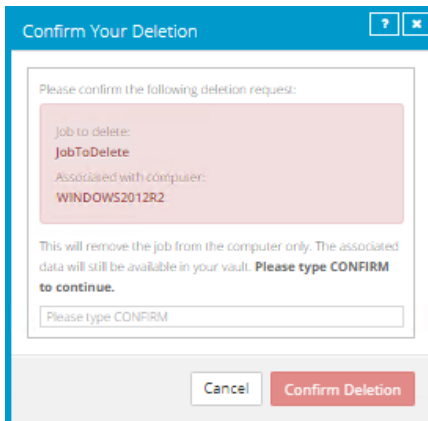 Confirm Your Deletion
? ×
Please confirm the following deletion request:
Job to delete:
JobToDelete
Associated with computer:
WINDOWS2012R2
This will remove the job from the computer only. The associated
data will still be available in your vault. Please type CONFIRM
to continue.
Please type CONFIRM
Cancel Confirm Deletion